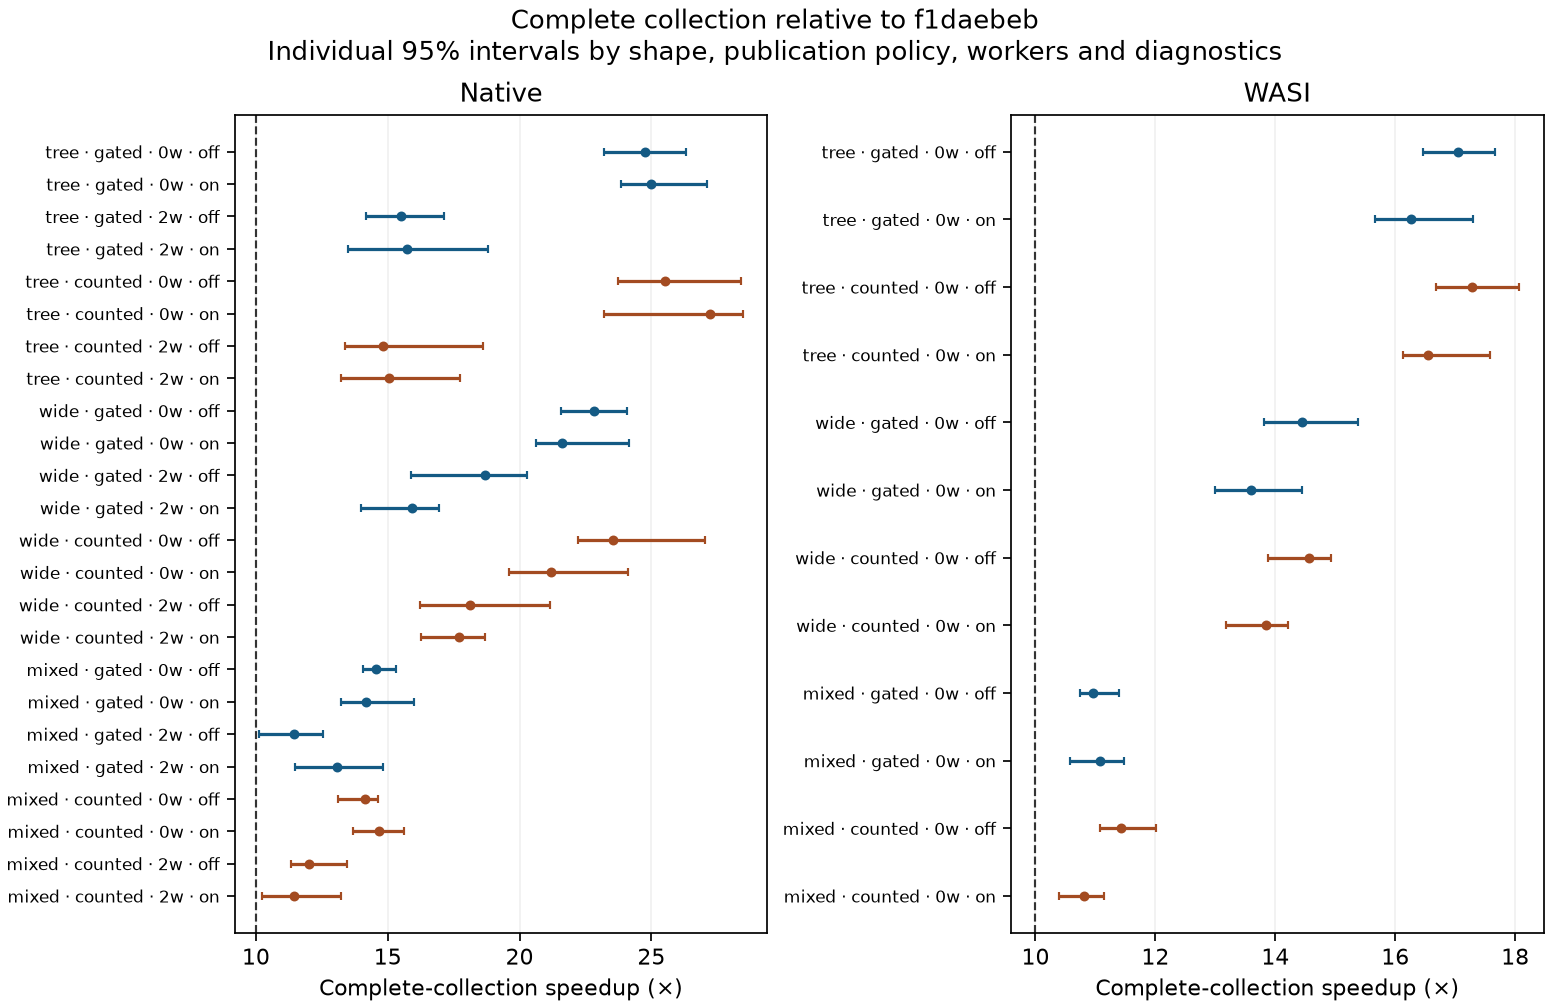 Complete collection relative to f1daebeb
Individual 95% intervals by shape, publication policy, workers and diagnostics
Native
tree · gated · 0w · off
tree · gated · 0w · on
tree · gated · 2w · off
tree · gated · 2w · on
tree · counted · 0w · off
tree · counted · 0w · on
tree · counted · 2w · off
tree · counted · 2w · on
wide · gated · 0w · off
wide · gated · 0w · on
wide · gated · 2w · off
wide · gated · 2w · on
wide · counted · 0w · off
wide · counted · 0w · on
wide · counted · 2w · off
wide · counted · 2w · on
mixed · gated · 0w · off
mixed · gated · 0w · on
mixed · gated · 2w · off
mixed · gated · 2w · on
mixed · counted · 0w · off
mixed · counted · 0w · on
mixed · counted · 2w · off
mixed · counted · 2w · on
10 15 20 25
Complete-collection speedup (×)
WASI
tree · gated · 0w · off
tree · gated · 0w · on
tree · counted · 0w · off
tree · counted · 0w · on
wide · gated · 0w · off
wide · gated · 0w · on
wide · counted · 0w · off
wide · counted · 0w · on
mixed · gated · 0w · off
mixed · gated · 0w · on
mixed · counted · 0w · off
mixed · counted · 0w · on
10 12 14 16 18
Complete-collection speedup (×)